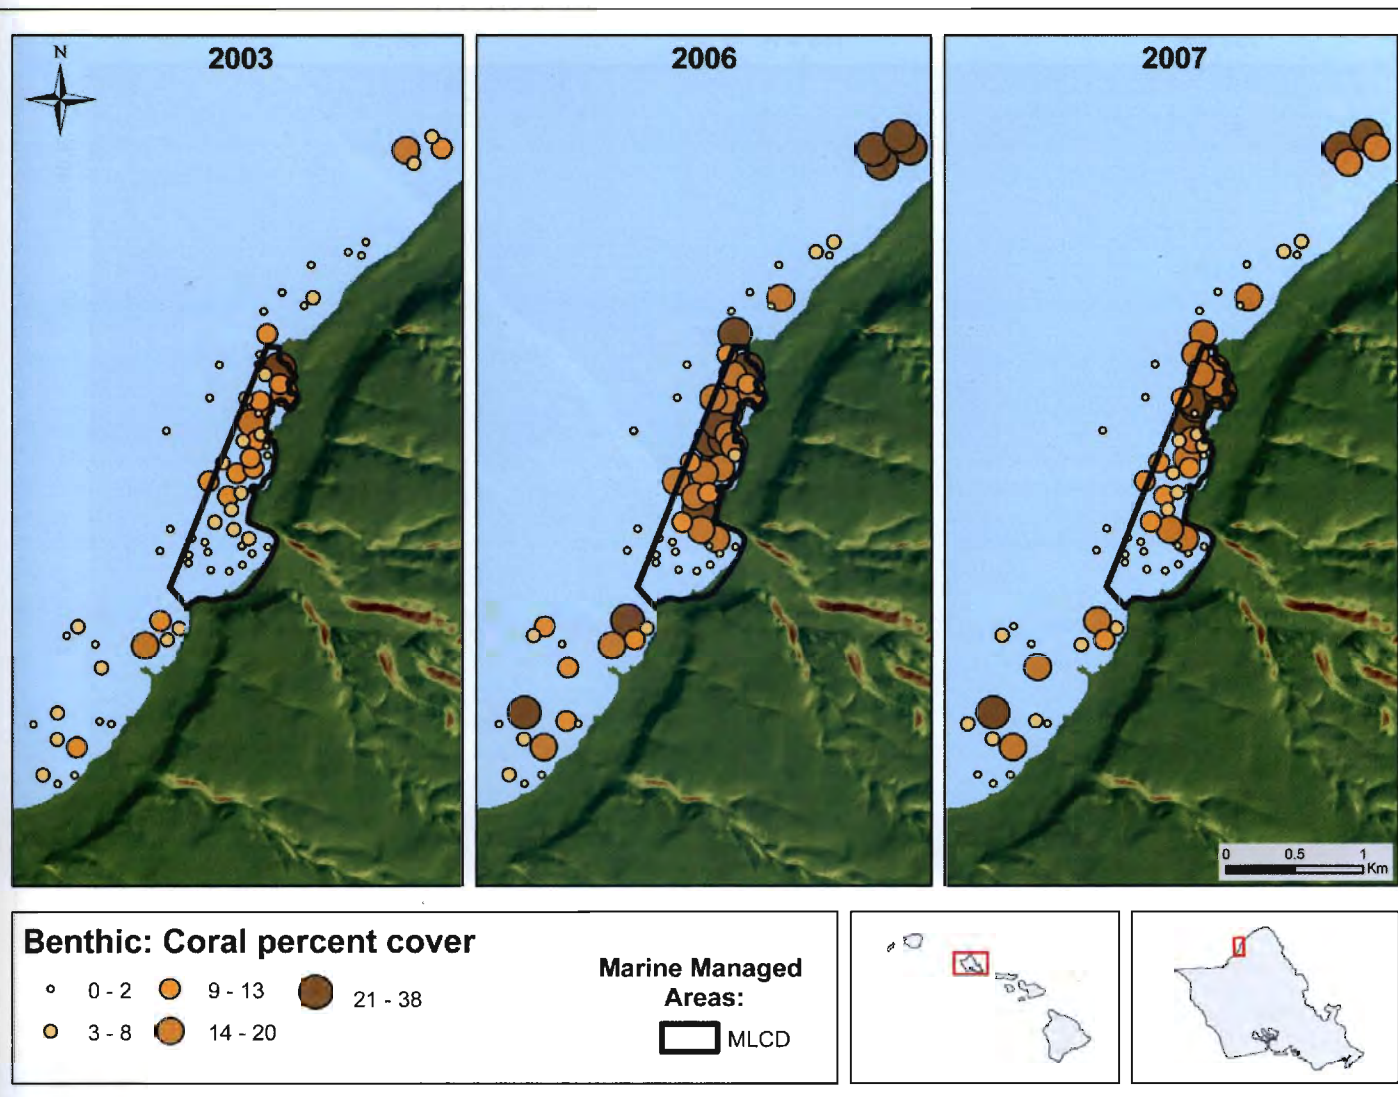 2003
2006
2007
N
0 0.5 1
Km
Benthic: Coral percent cover
0 - 2
9 - 13
21 - 38
3 - 8
14 - 20
Marine Managed
Areas:
MLCD